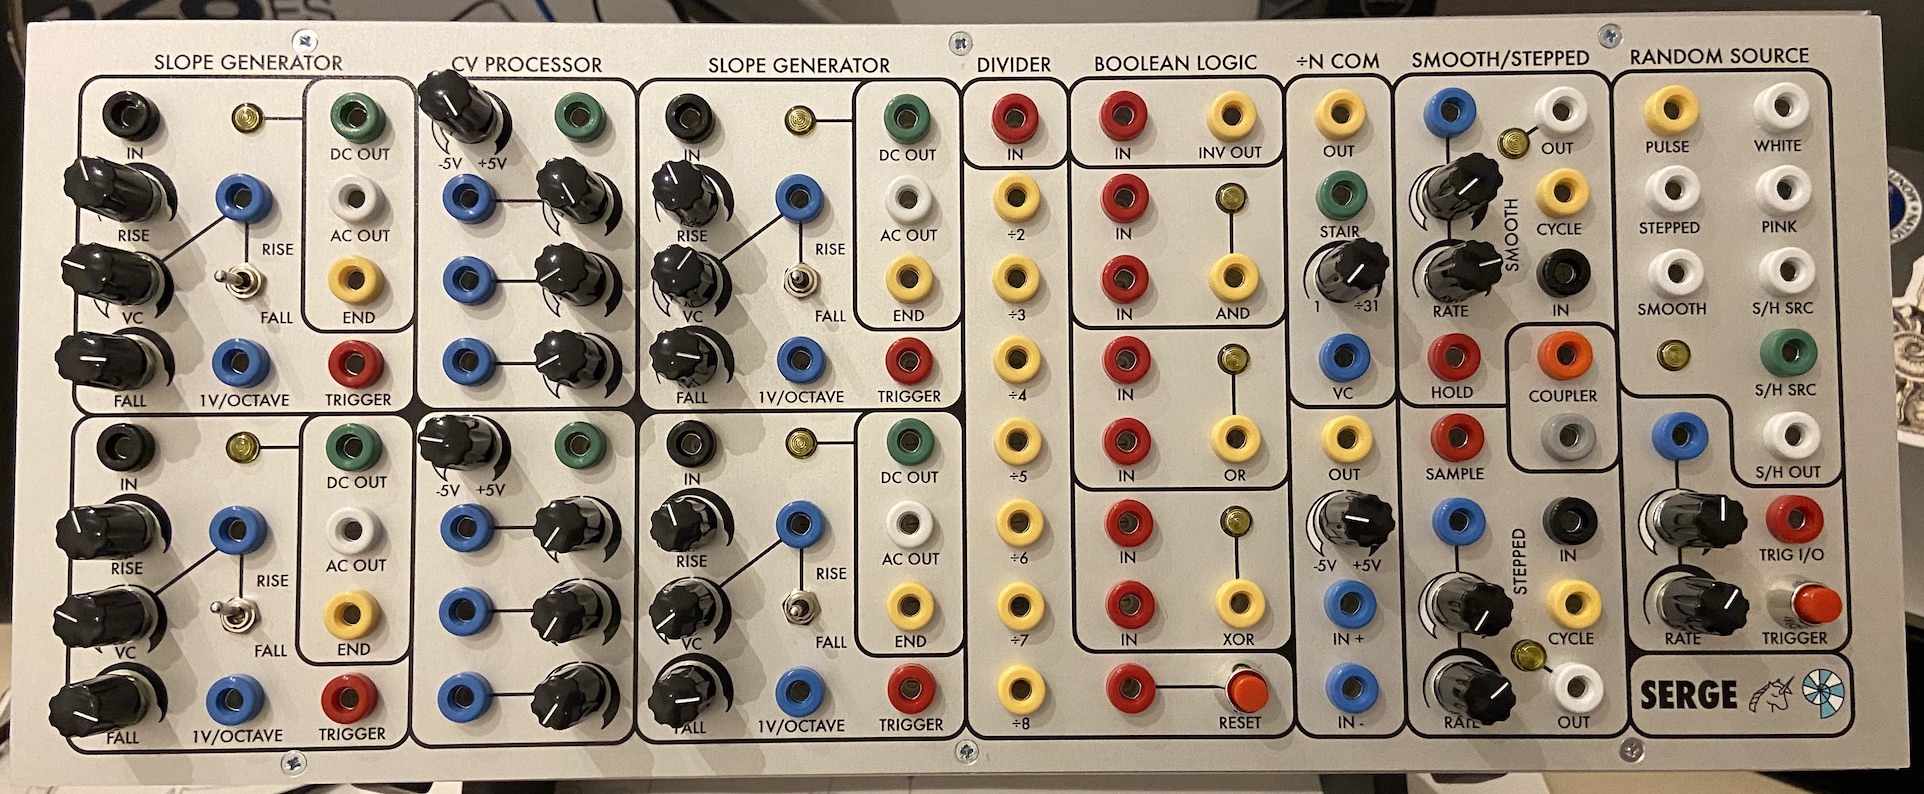 SLOPE GENERATOR
CV PROCESSOR
SLOPE GENERATOR
DIVIDER
BOOLEAN LOGIC
÷N COM
SMOOTH/STEPPED
RANDOM SOURCE
IN
DC OUT
RISE
AC OUT
RISE
VC
FALL
END
FALL
1V/OCTAVE
TRIGGER
IN
DC OUT
RISE
AC OUT
RISE
VC
FALL
END
FALL
1V/OCTAVE
TRIGGER
-5V +5V
-5V +5V
IN
DC OUT
RISE
AC OUT
RISE
VC
FALL
END
FALL
1V/OCTAVE
TRIGGER
IN
DC OUT
RISE
AC OUT
RISE
VC
FALL
END
FALL
1V/OCTAVE
TRIGGER
IN
÷2
÷3
÷4
÷5
÷6
÷7
÷8
IN
INV OUT
IN
IN
AND
IN
IN
OR
IN
IN
XOR
RESET
OUT
STAIR
1 ÷31
VC
OUT
-5V +5V
IN +
IN -
OUT
SMOOTH
CYCLE
RATE
IN
HOLD
COUPLER
SAMPLE
IN
STEPPED
CYCLE
RATE
OUT
PULSE
WHITE
STEPPED
PINK
SMOOTH
S/H SRC
S/H SRC
S/H OUT
TRIG I/O
RATE
TRIGGER
SERGE